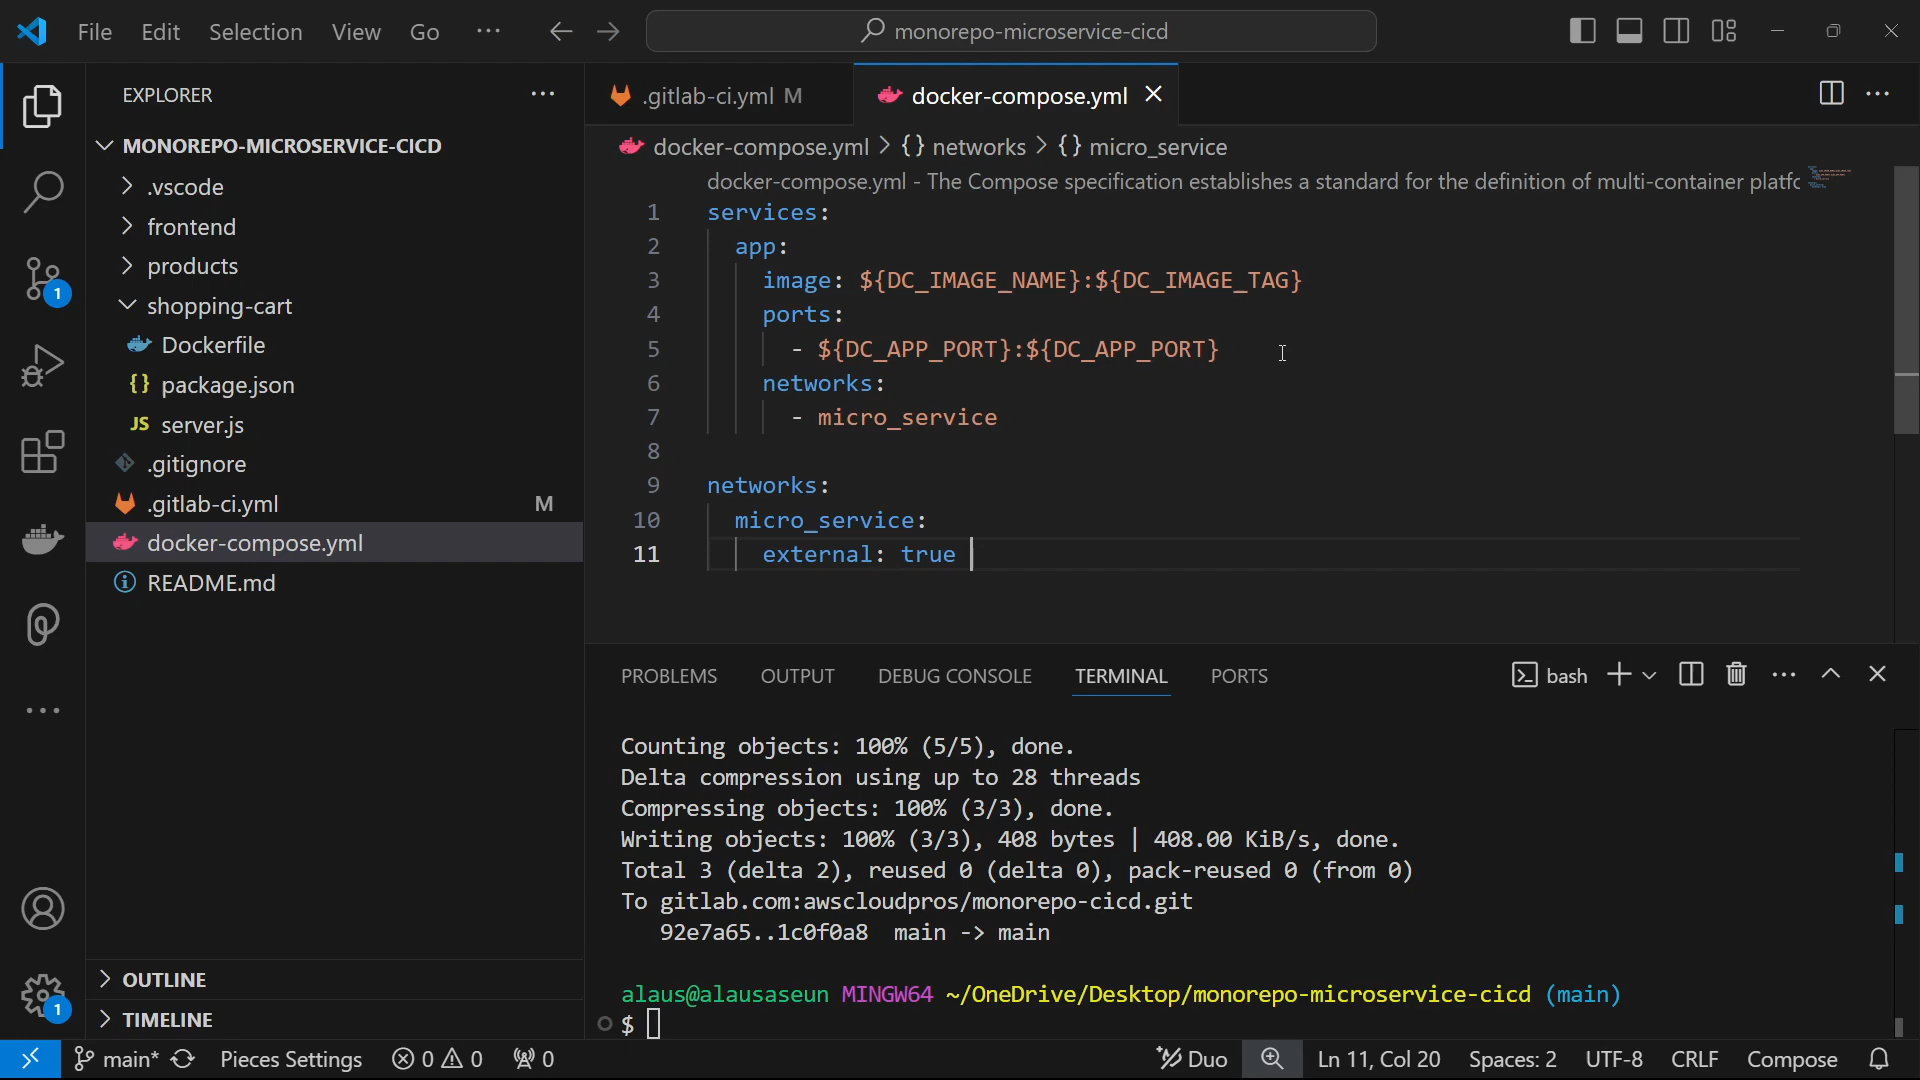 File Edit Selection View Go ··· monorepo-microservice-cicd
EXPLORER ···
MONOREPO-MICROSERVICE-CICD
.vscode
frontend
products
shopping-cart
Dockerfile
{} package.json
JS server.js
.gitignore
.gitlab-ci.yml M
docker-compose.yml
README.md
OUTLINE
TIMELINE
1
1
.gitlab-ci.yml M docker-compose.yml
docker-compose.yml > {} networks > {} micro_service
docker-compose.yml - The Compose specification establishes a standard for the definition of multi-container platfc
1 services:
2 app:
3 image: ${DC_IMAGE_NAME}:${DC_IMAGE_TAG}
4 ports:
5 - ${DC_APP_PORT}:${DC_APP_PORT}
6 networks:
7 - micro_service
8
9 networks:
10 micro_service:
11 external: true
PROBLEMS OUTPUT DEBUG CONSOLE TERMINAL PORTS bash
Counting objects: 100% (5/5), done.
Delta compression using up to 28 threads
Compressing objects: 100% (3/3), done.
Writing objects: 100% (3/3), 408 bytes | 408.00 KiB/s, done.
Total 3 (delta 2), reused 0 (delta 0), pack-reused 0 (from 0)
To gitlab.com:awscloudpros/monorepo-cicd.git
92e7a65..1c0f0a8 main -> main
alaus@alausaseun MINGW64 ~/OneDrive/Desktop/monorepo-microservice-cicd (main)
$
main* Pieces Settings 0 0 0 Duo Ln 11, Col 20 Spaces: 2 UTF-8 CRLF Compose